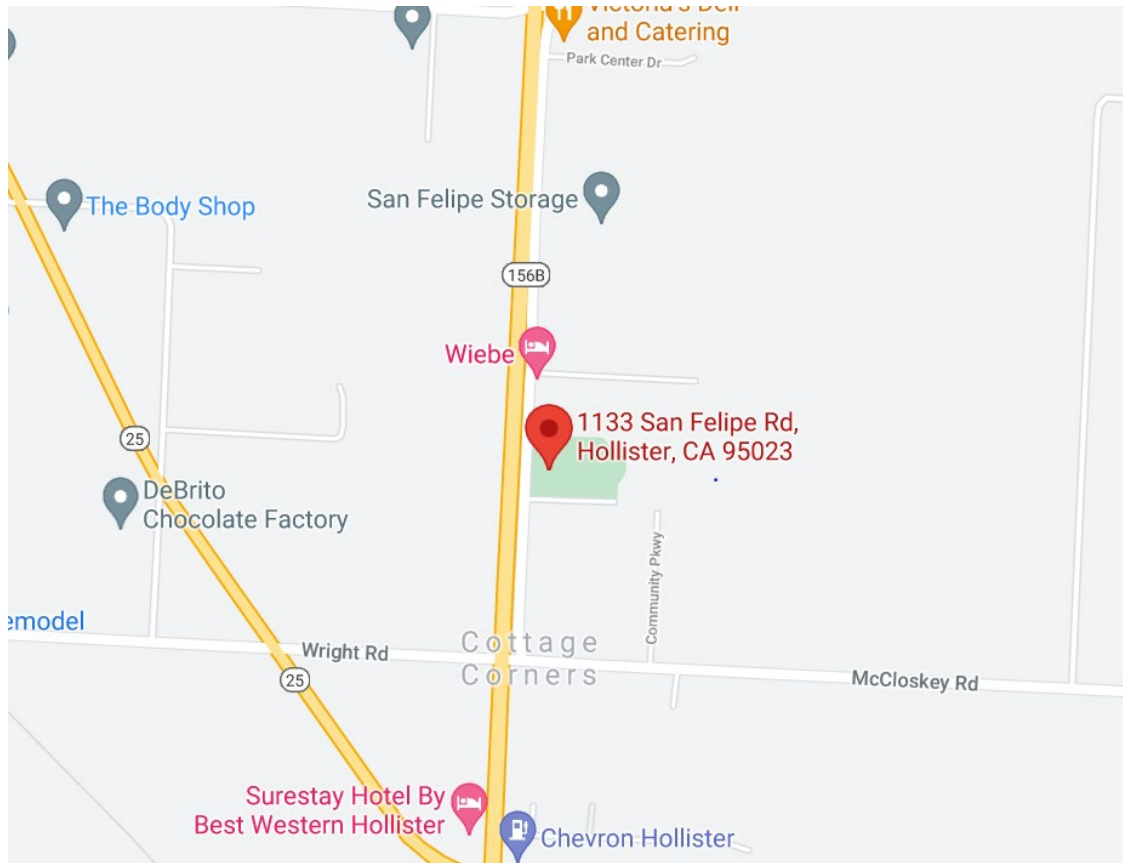 Victoria's Deli
and Catering
Park Center Dr
San Felipe Storage
The Body Shop
156B
Wiebe
1133 San Felipe Rd,
Hollister, CA 95023
25
DeBrito
Chocolate Factory
Community Pkwy
emodel
Wright Rd
Cottage
Corners
25
McCloskey Rd
Surestay Hotel By
Best Western Hollister
Chevron Hollister